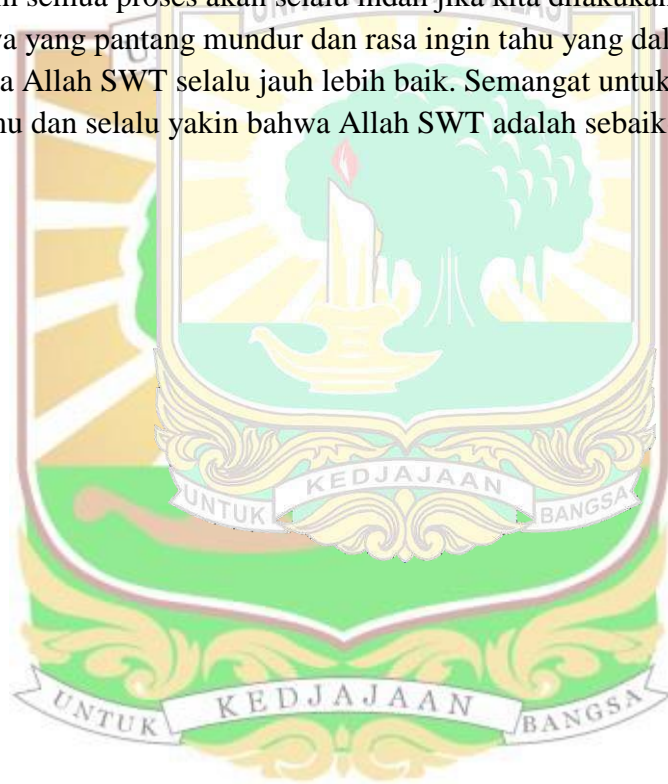 semua proses akan selalu indah jika kita dilakukan
yang pantang mundur dan rasa ingin tahu yang dal
a Allah SWT selalu jauh lebih baik. Semangat untuk
nu dan selalu yakin bahwa Allah SWT adalah sebaik
UNTUK KEDJAJAAN BANGSA
UNTUK KEDJAJAAN BANGSA